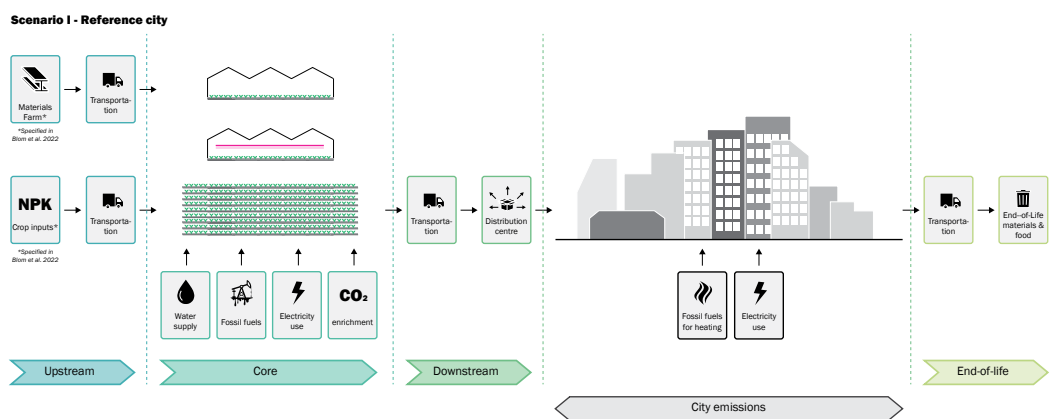 Scenario I - Reference city
Materials
Farm*
*Specified in
Blom et al. 2022
Transporta-
tion
NPK
Crop inputs*
*Specified in
Blom et al. 2022
Transporta-
tion
Water
supply
Fossil fuels
Electricity
use
CO₂
enrichment
Transporta-
tion
Distribution
centre
Fossil fuels
for heating
Electricity
use
Transporta-
tion
End-of-Life
materials &
food
Upstream
Core
Downstream
City emissions
End-of-life